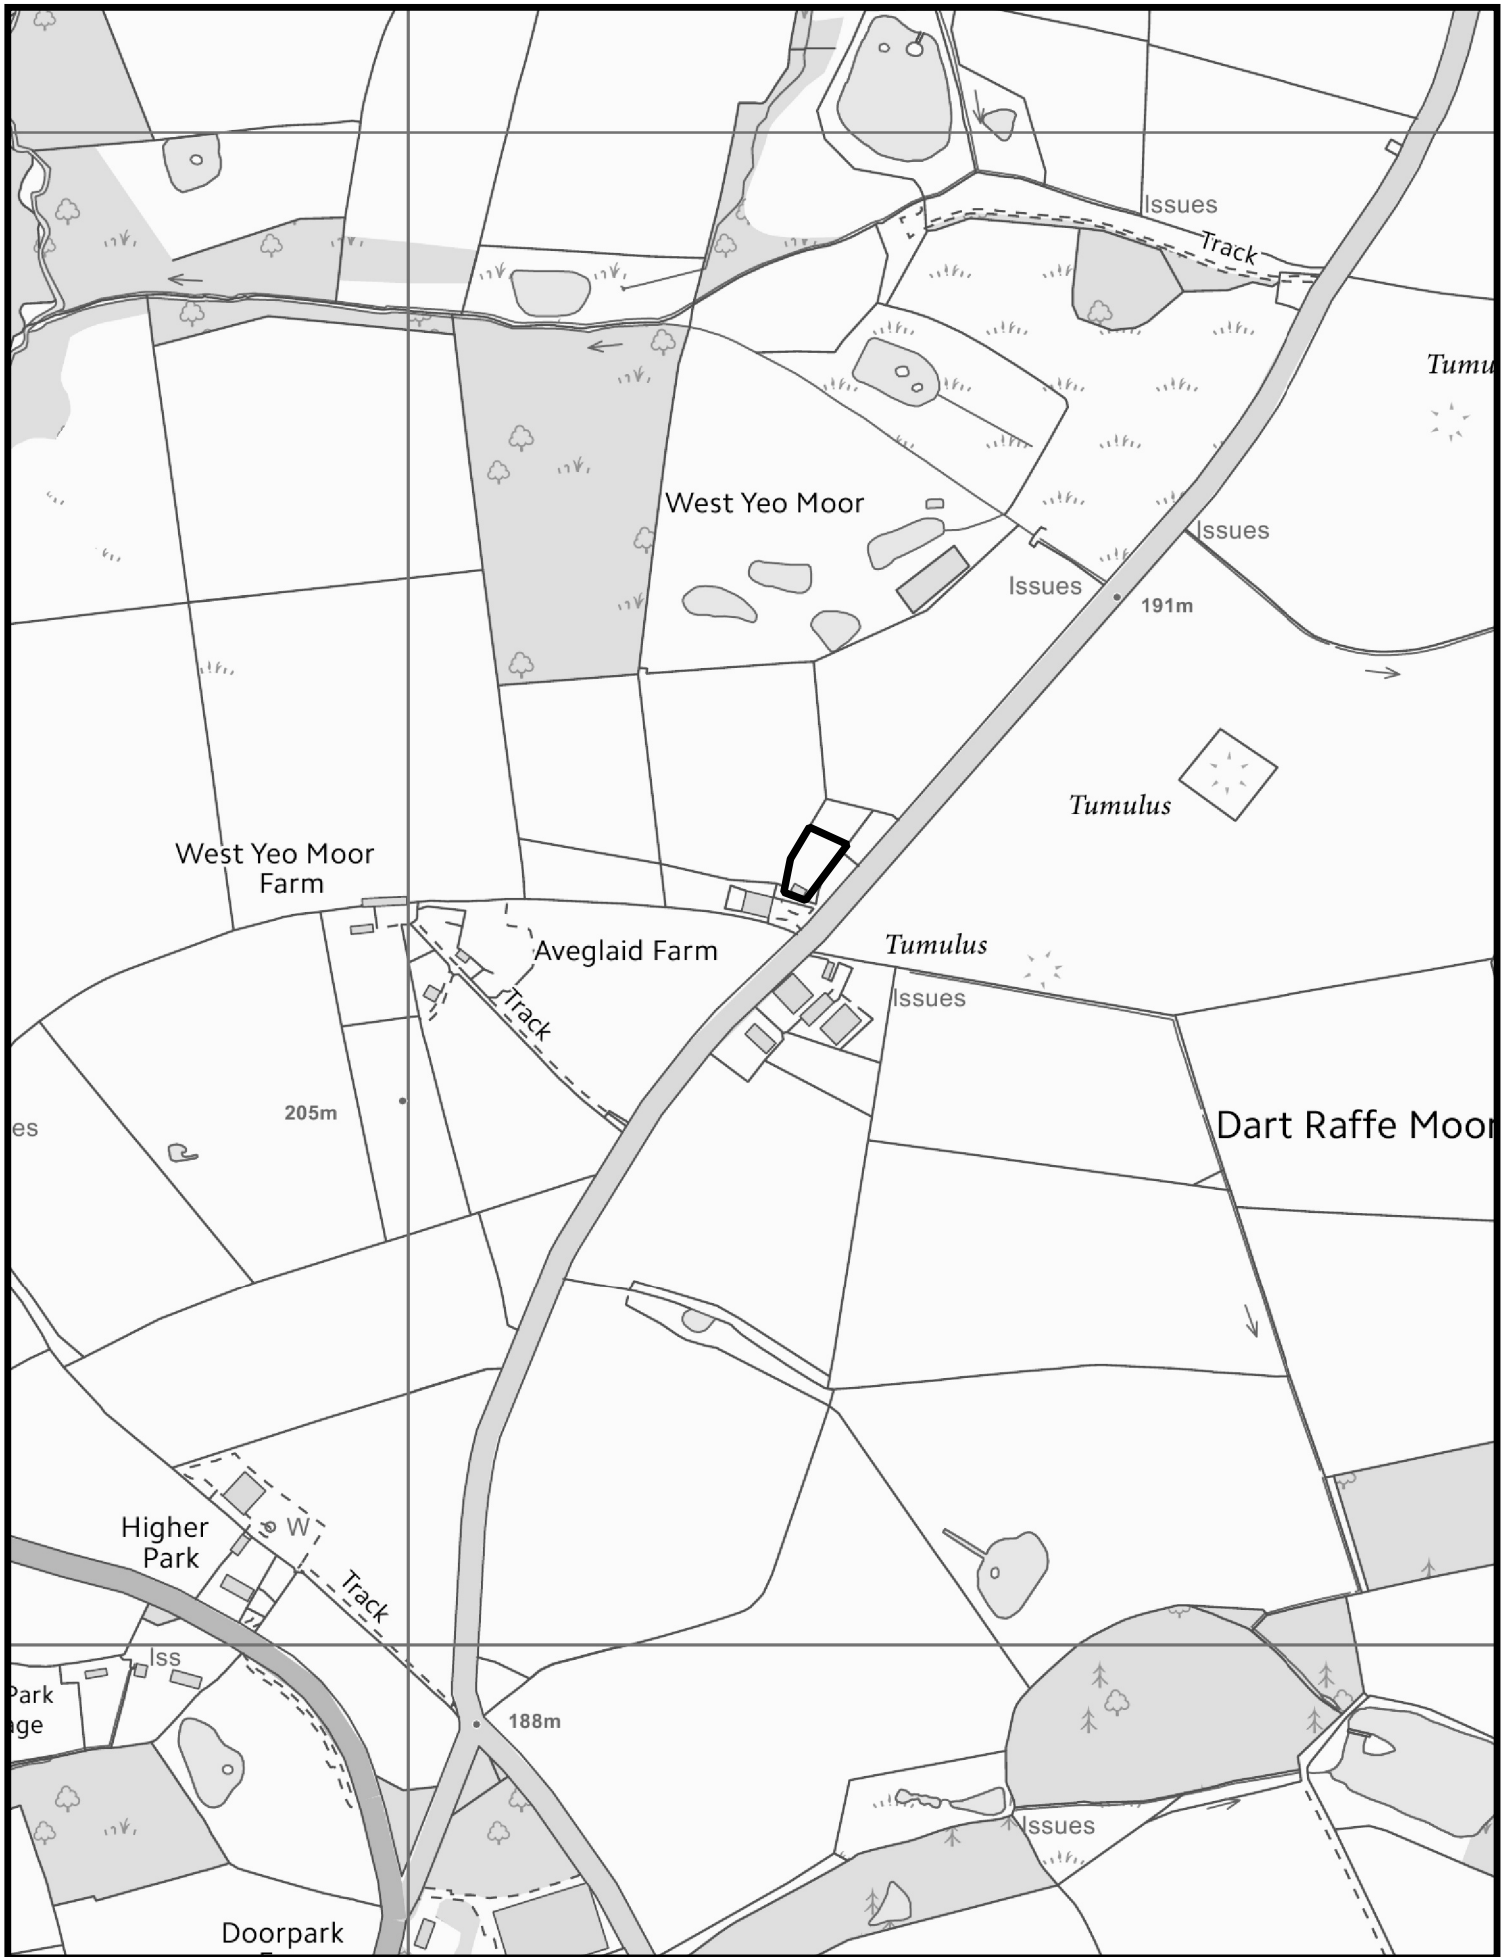 Issues
Track
Tumu
West Yeo Moor
Issues
Issues
191m
Tumulus
West Yeo Moor
Farm
Aveglaid Farm
Tumulus
Issues
Track
205m
es
Dart Raffe Moor
Higher
Park
W
Track
Iss
Park
age
188m
Issues
Doorpark